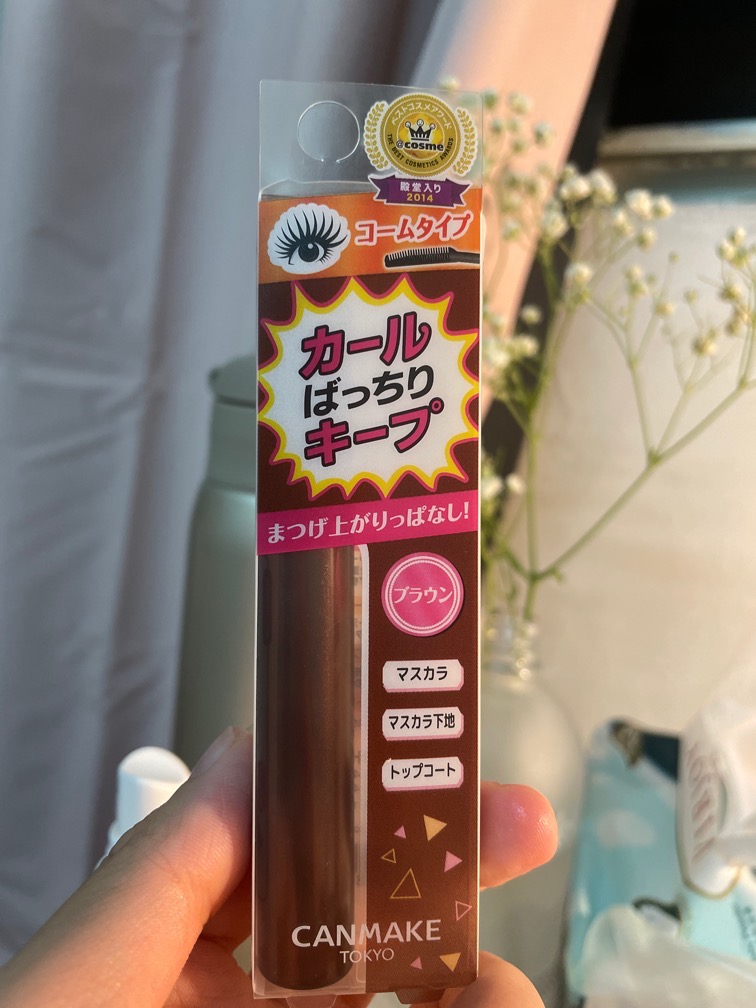 ベストコスメアワード
@cosme
THE BEST COSMETICS AWARDS
殿堂入り
2014
コームタイプ
カール
ばっちり
キープ
まつげ上がりっぱなし!
ブラウン
マスカラ
マスカラ下地
トップコート
CANMAKE
TOKYO